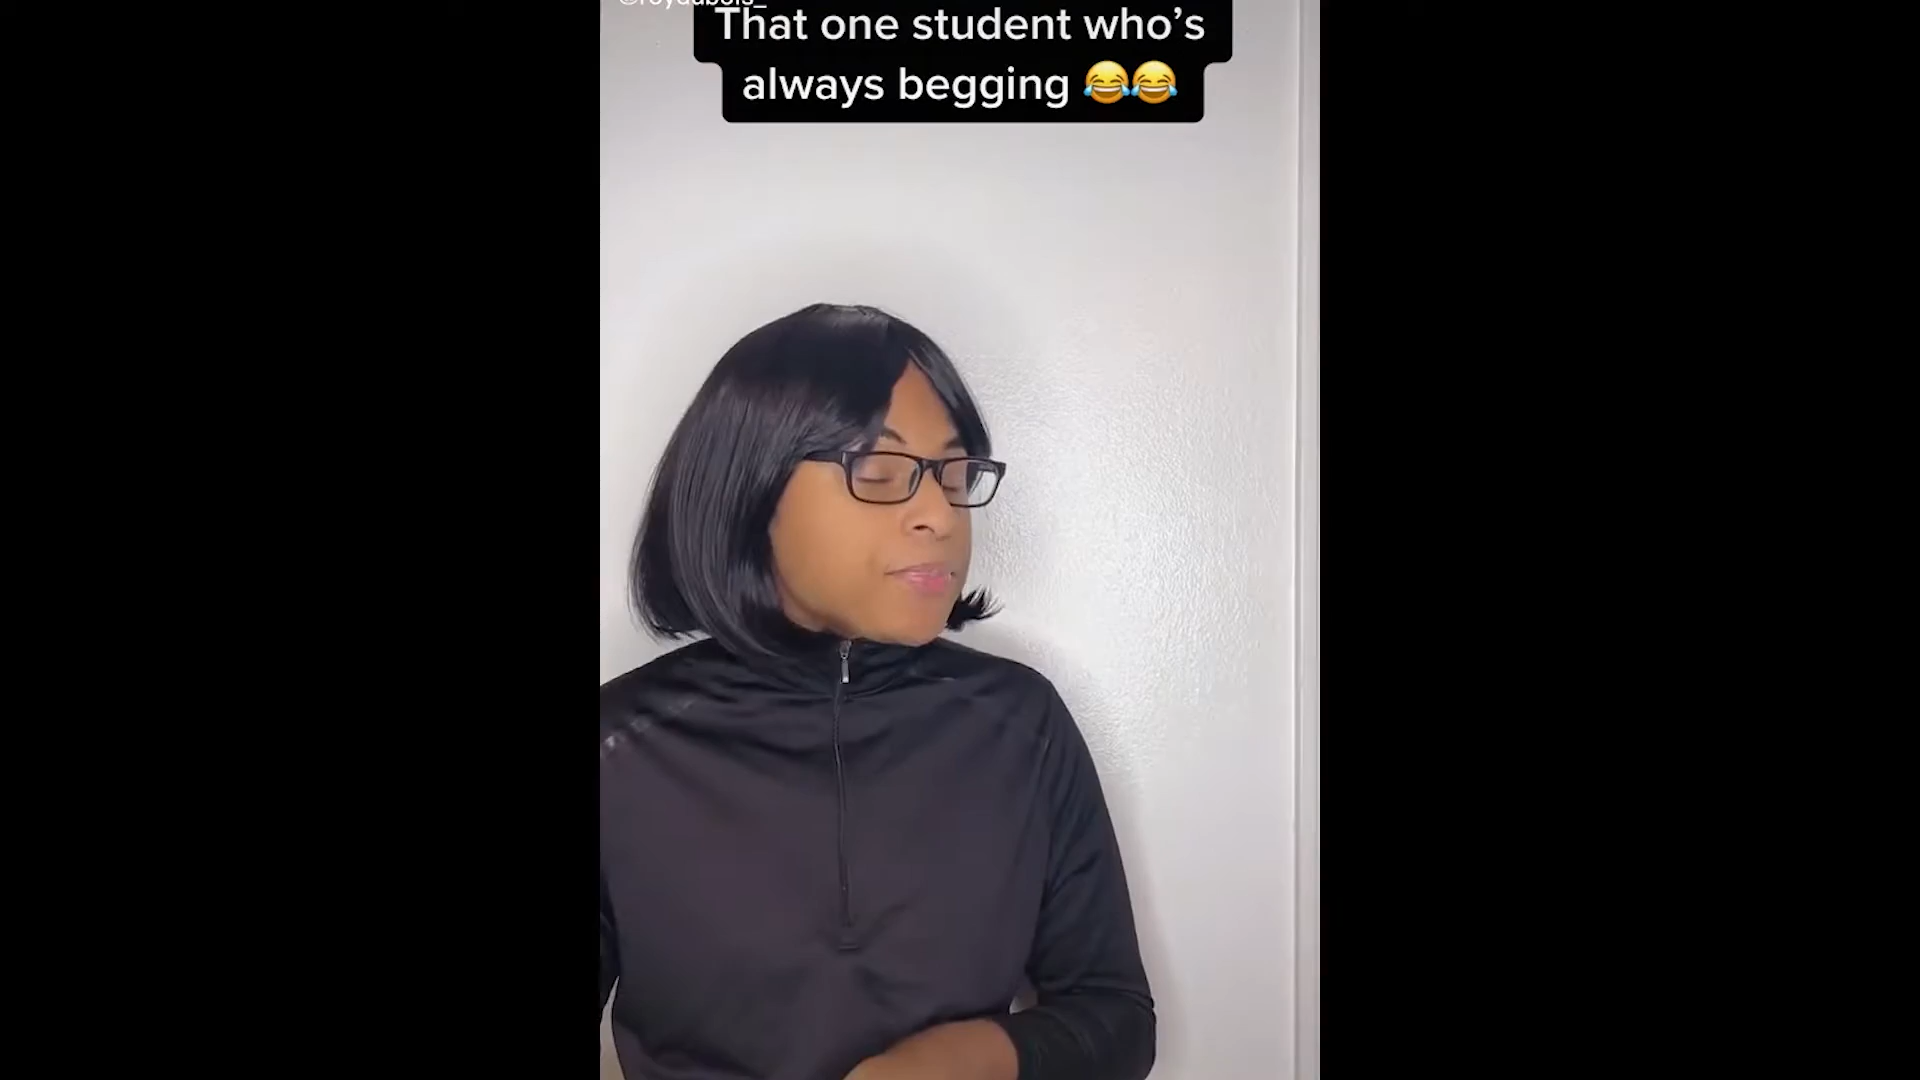 That one student who's
always begging 😂😂